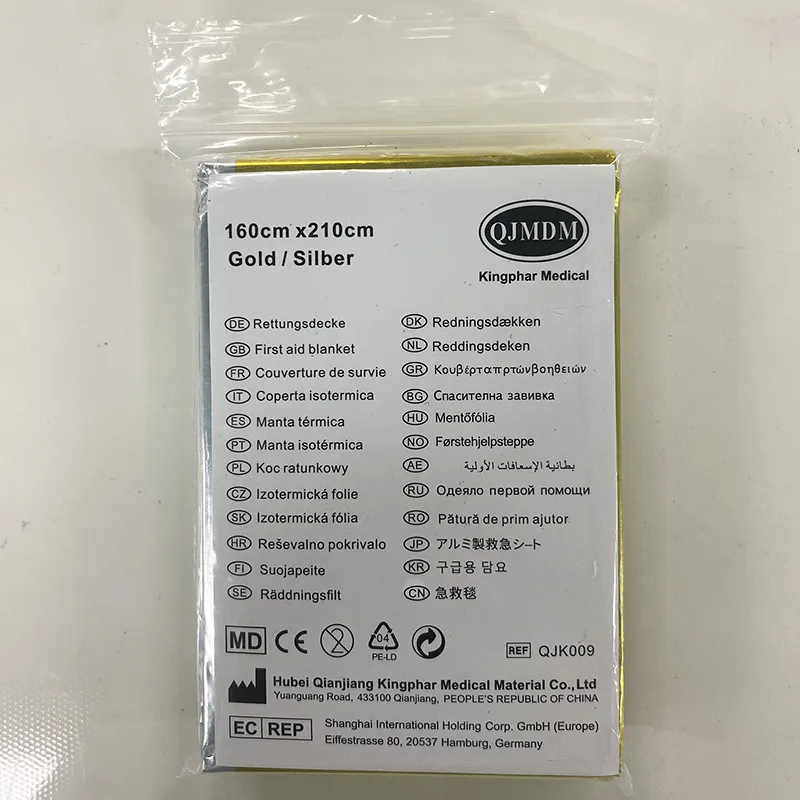 160cm x210cm
Gold / Silber
QJMDM
Kingphar Medical
DE Rettungsdecke
GB First aid blanket
FR Couverture de survie
IT Coperta isotermica
ES Manta térmica
PT Manta isotérmica
PL Koc ratunkowy
CZ Izotermická folie
SK Izotermická fólia
HR Reševalno pokrivalo
FI Suojapeite
SE Räddningsfilt
DK Redningsdækken
NL Reddingsdeken
GR Κουβέρταπρτώνβοηθειών
BG Спасителна завивка
HU Mentőfólia
NO Førstehjelpsteppe
AE بطانية الإسعافات الأولية
RU Одеяло первой помощи
RO Pătură de prim ajutor
JP アルミ製救急シート
KR 구급용 담요
CN 急救毯
MD CE 2 04
PE-LD
REF QJK009
Hubei Qianjiang Kingphar Medical Material Co.,Ltd
Yuanguang Road, 433100 Qianjiang, PEOPLE'S REPUBLIC OF CHINA
EC REP
Shanghai International Holding Corp. GmbH (Europe)
Eiffestrasse 80, 20537 Hamburg, Germany